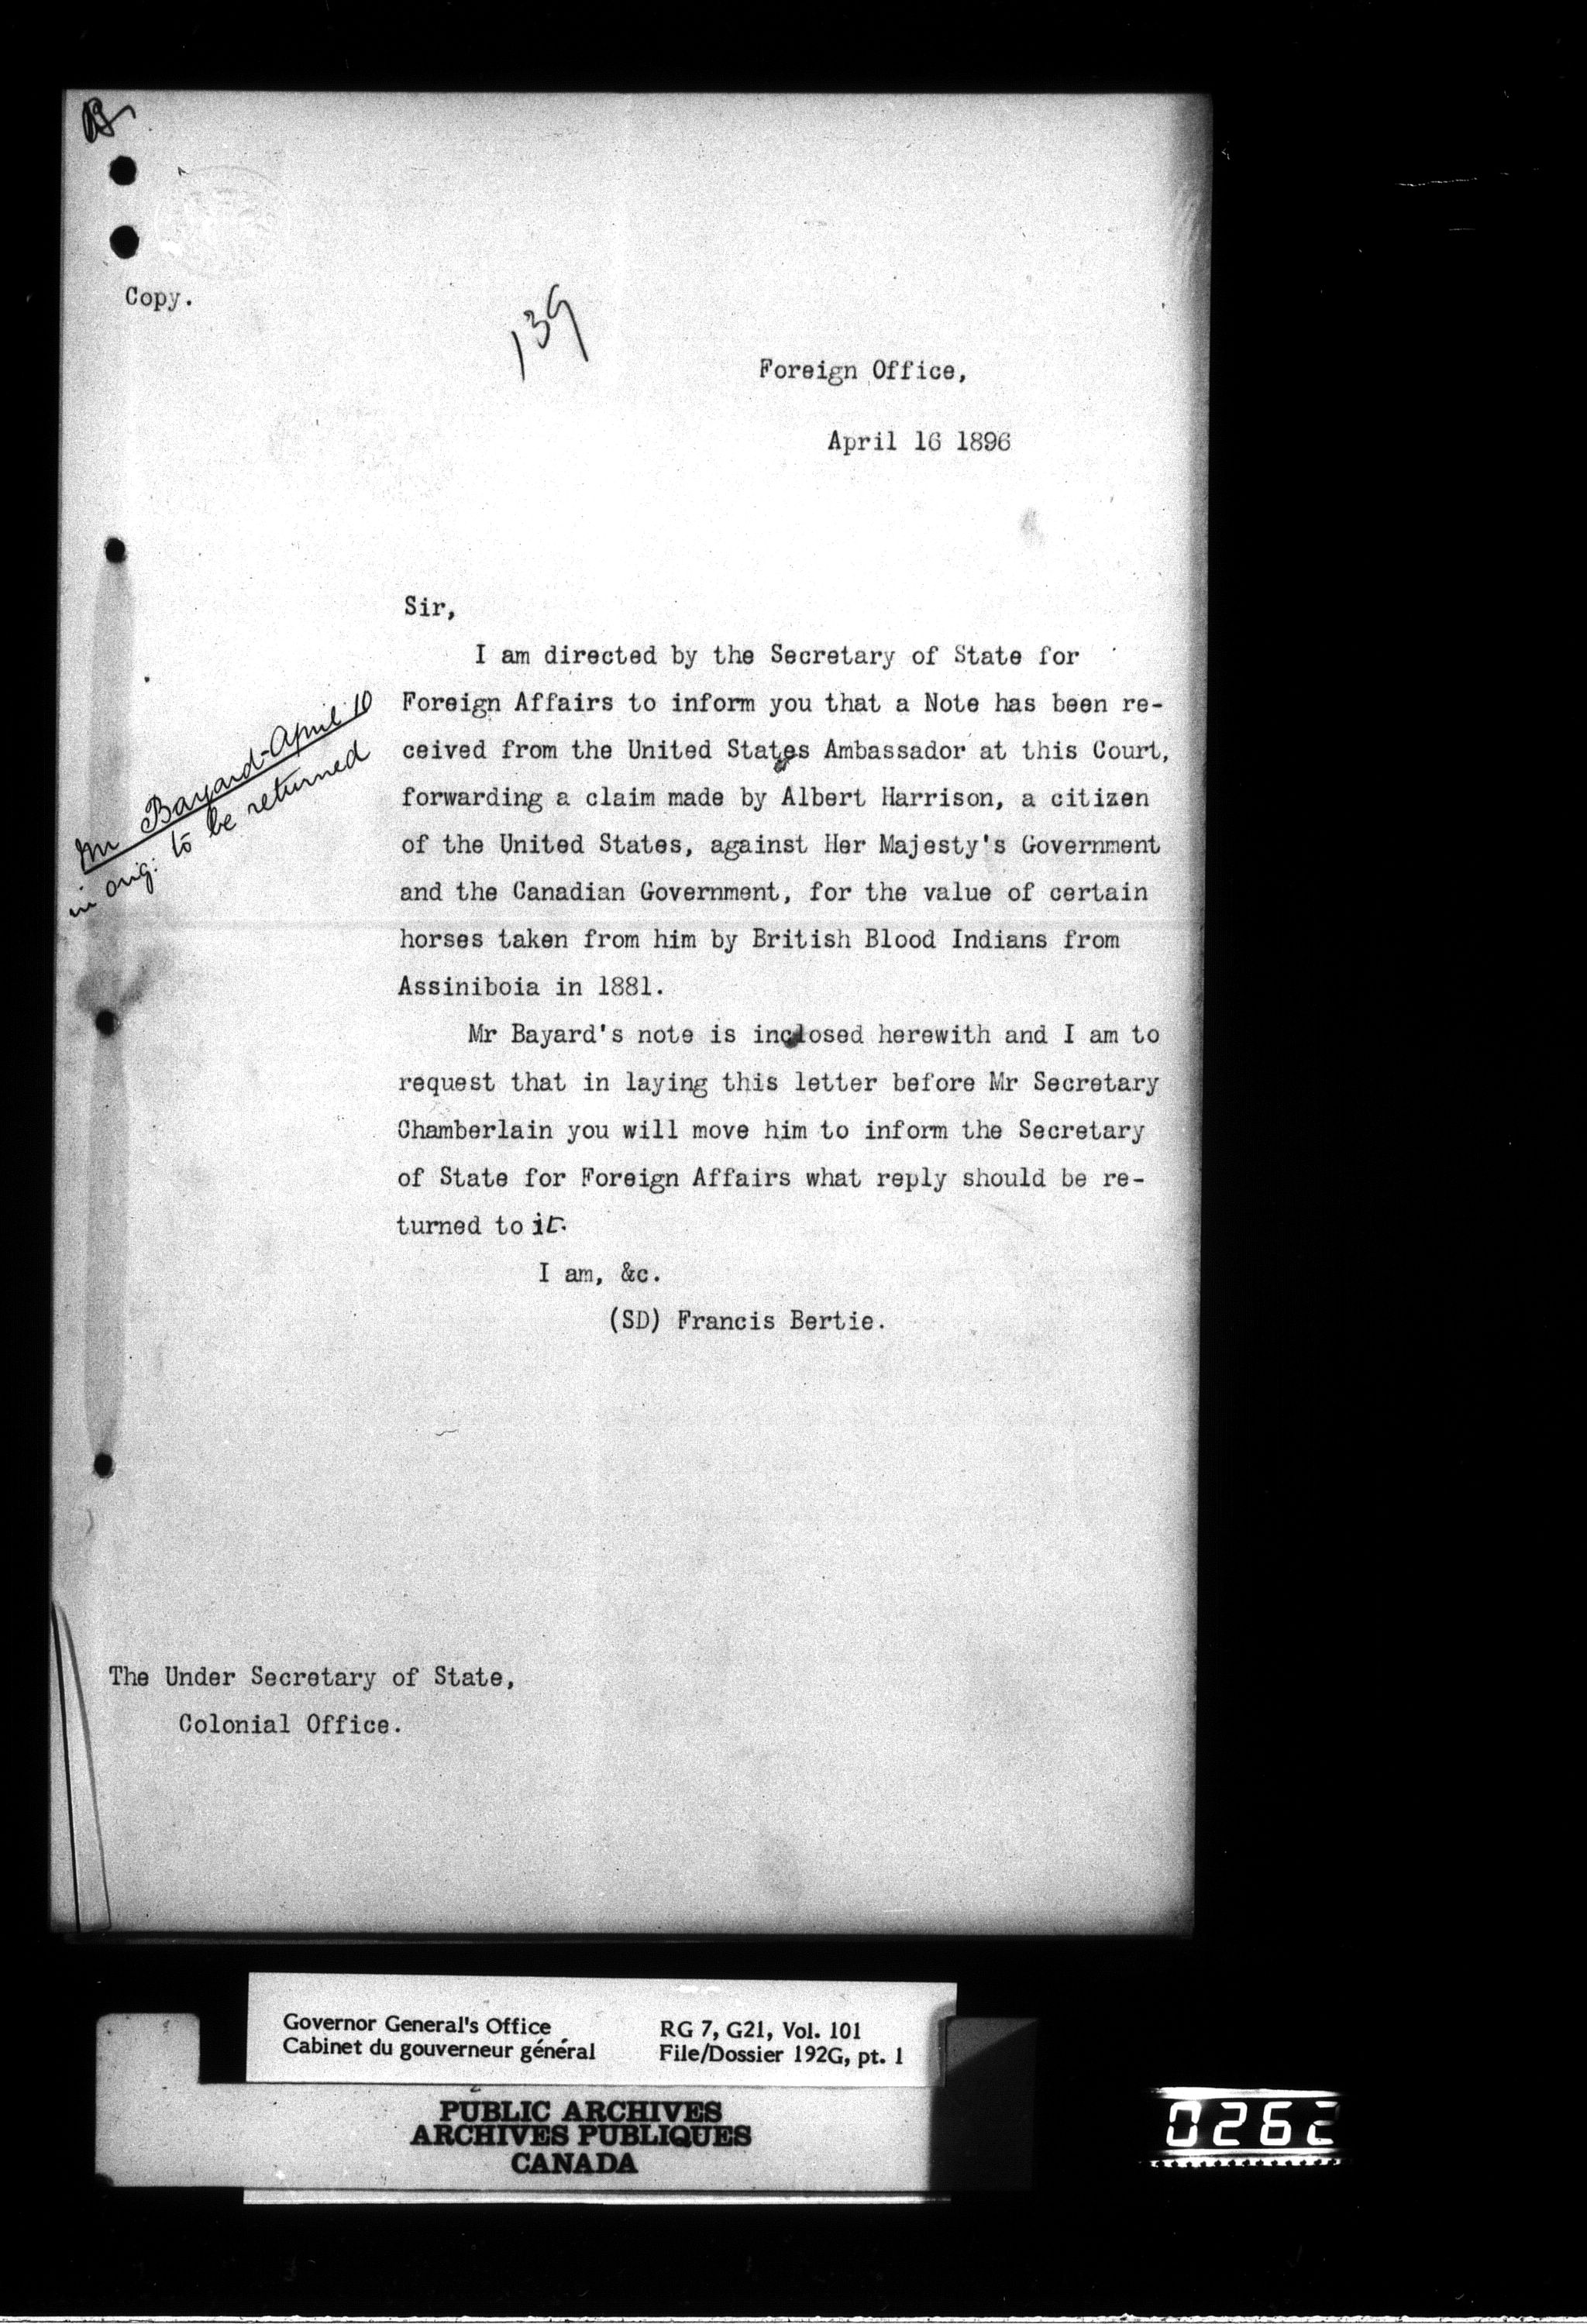 B
Copy.
139
Foreign Office,
April 16 1896
Sir,
I am directed by the Secretary of State for
Foreign Affairs to inform you that a Note has been re-
ceived from the United States Ambassador at this Court,
forwarding a claim made by Albert Harrison, a citizen
of the United States, against Her Majesty's Government
and the Canadian Government, for the value of certain
horses taken from him by British Blood Indians from
Assiniboia in 1881.
Mr Bayard-April 10
in orig: to be returned
Mr Bayard's note is inclosed herewith and I am to
request that in laying this letter before Mr Secretary
Chamberlain you will move him to inform the Secretary
of State for Foreign Affairs what reply should be re-
turned to it.
I am, &c.
(SD) Francis Bertie.
The Under Secretary of State,
Colonial Office.
Governor General's Office
Cabinet du gouverneur général
RG 7, G21, Vol. 101
File/Dossier 192G, pt. 1
PUBLIC ARCHIVES
ARCHIVES PUBLIQUES
CANADA
0262